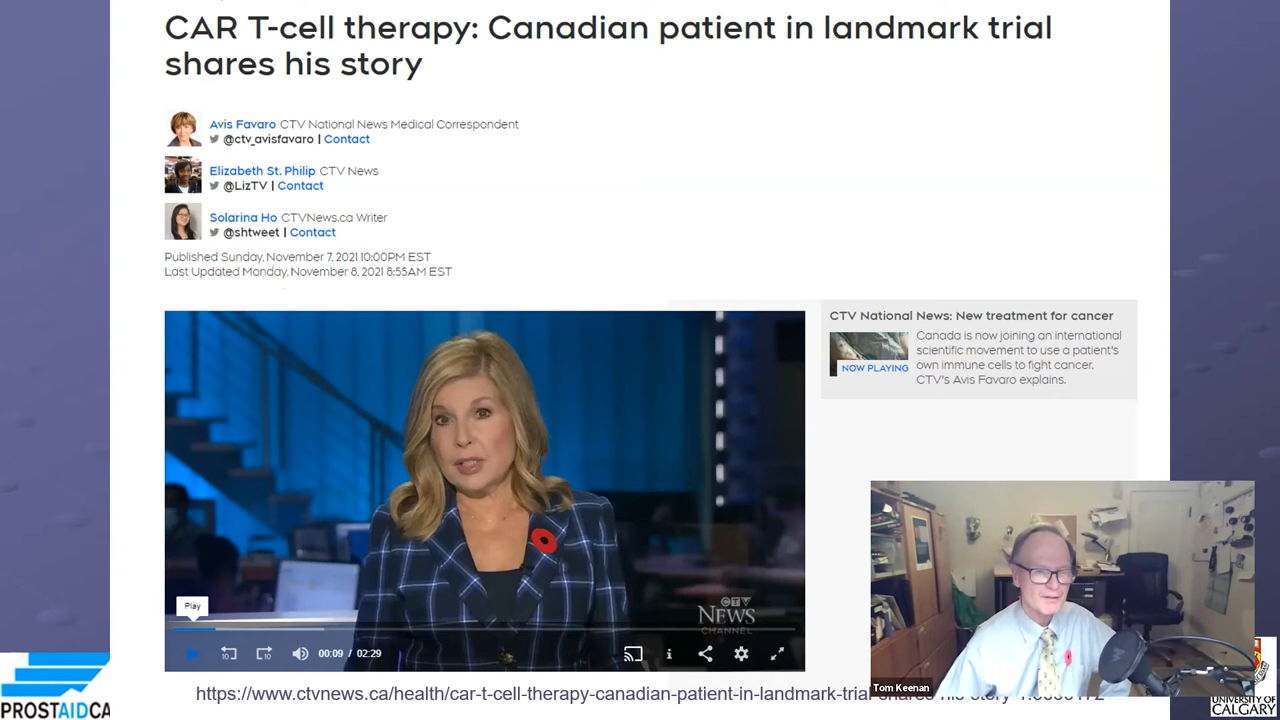 CAR T-cell therapy: Canadian patient in landmark trial
shares his story
Avis Favaro CTV National News Medical Correspondent
@ctv_avisfavaro | Contact
Elizabeth St. Philip CTV News
@LizTV | Contact
Solarina Ho CTVNews.ca Writer
@shtweet | Contact
Published Sunday, November 7, 2021 10:00PM EST
Last Updated Monday, November 8, 2021 8:55AM EST
CTV National News: New treatment for cancer
Canada is now joining an international
scientific movement to use a patient's
own immune cells to fight cancer.
CTV's Avis Favaro explains.
NOW PLAYING
Play
CTV
NEWS
CHANNEL
10
10
00:09 / 02:29
Tom Keenan
https://www.ctvnews.ca/health/car-t-cell-therapy-canadian-patient-in-landmark-trial
PROSTAIDCA
UNIVERSITY OF
CALGARY